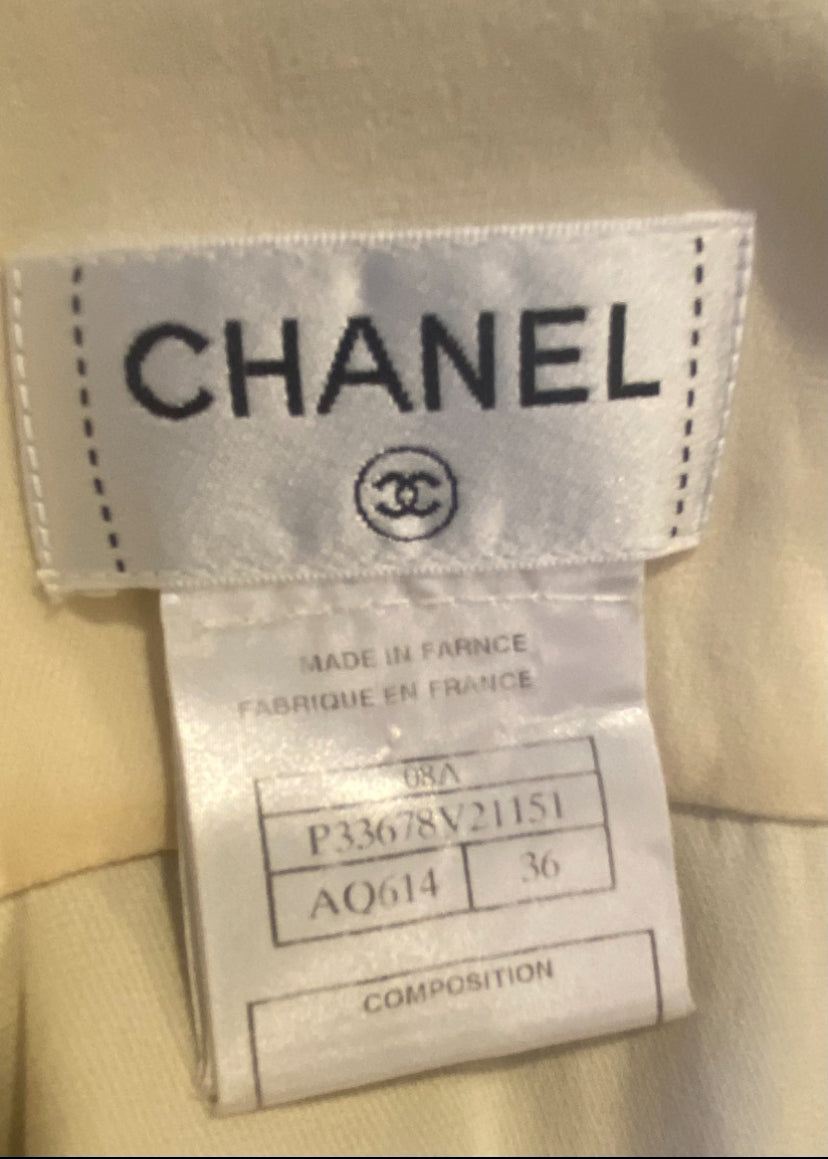 CHANEL
MADE IN FARNCE
FABRIQUE EN FRANCE
08A
P33678V21151
AQ614 36
COMPOSITION